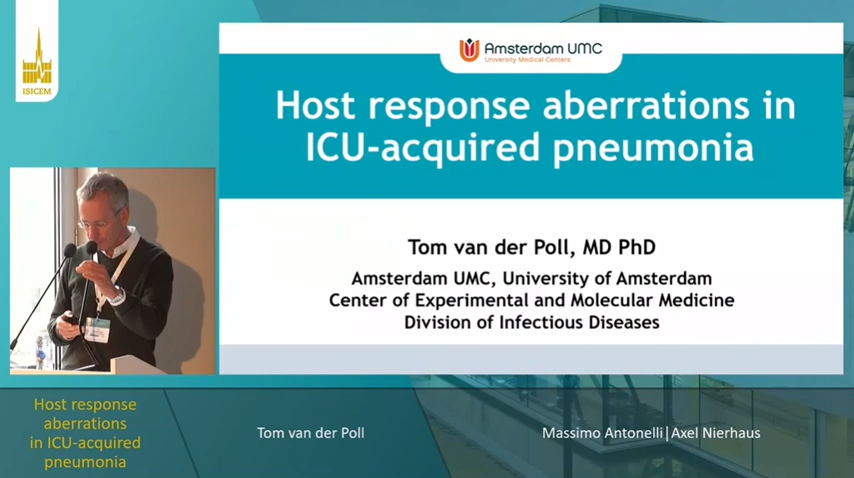 ISICEM
Amsterdam UMC
University Medical Centers
Host response aberrations in
ICU-acquired pneumonia
Tom van der Poll, MD PhD
Amsterdam UMC, University of Amsterdam
Center of Experimental and Molecular Medicine
Division of Infectious Diseases
Host response
aberrations
in ICU-acquired
pneumonia
Tom van der Poll
Massimo Antonelli|Axel Nierhaus